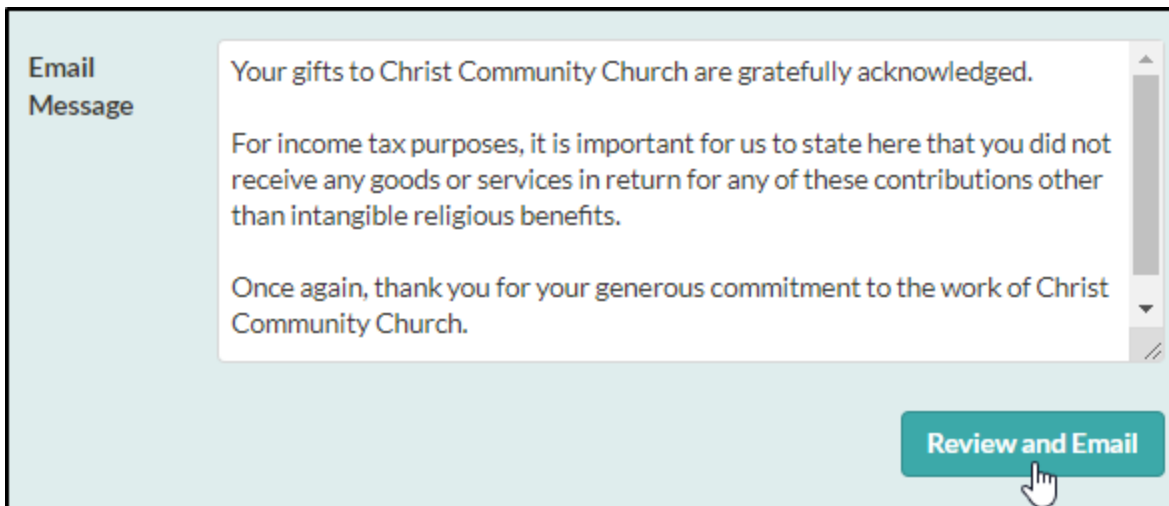 Email
Message
Your gifts to Christ Community Church are gratefully acknowledged.
For income tax purposes, it is important for us to state here that you did not
receive any goods or services in return for any of these contributions other
than intangible religious benefits.
Once again, thank you for your generous commitment to the work of Christ
Community Church.
Review and Email